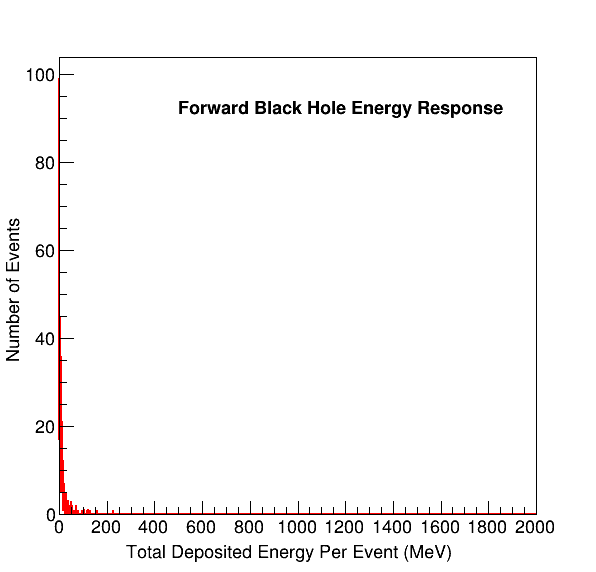 Forward Black Hole Energy Response
Number of Events
100
80
60
40
20
0
0 200 400 600 800 1000 1200 1400 1600 1800 2000
Total Deposited Energy Per Event (MeV)